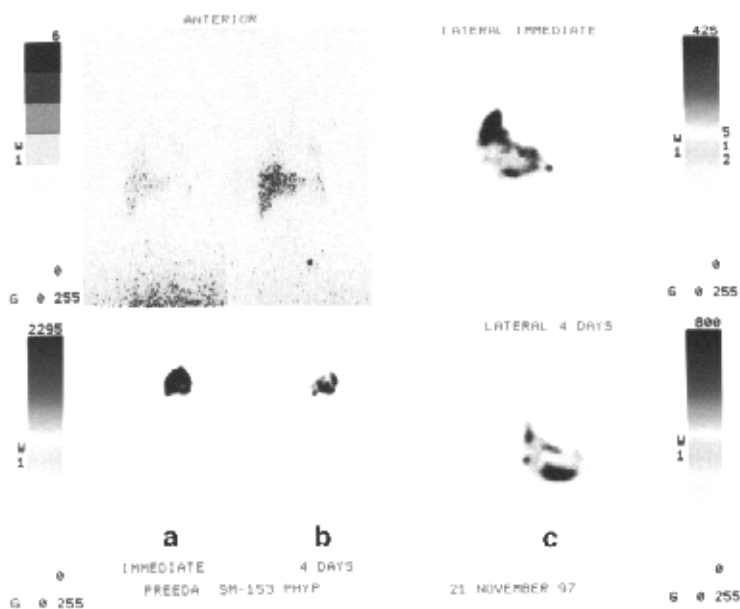 ANTERIOR
LATERAL IMMEDIATE
6
W
1
0
G 0 255
425
W
1
5
1
2
0
G 0 255
2295
W
1
0
G 0 255
LATERAL 4 DAYS
800
W
1
0
G 0 255
a
b
c
IMMEDIATE
4 DAYS
PREEDA SM-153 PHYP
21 NOVEMBER 97